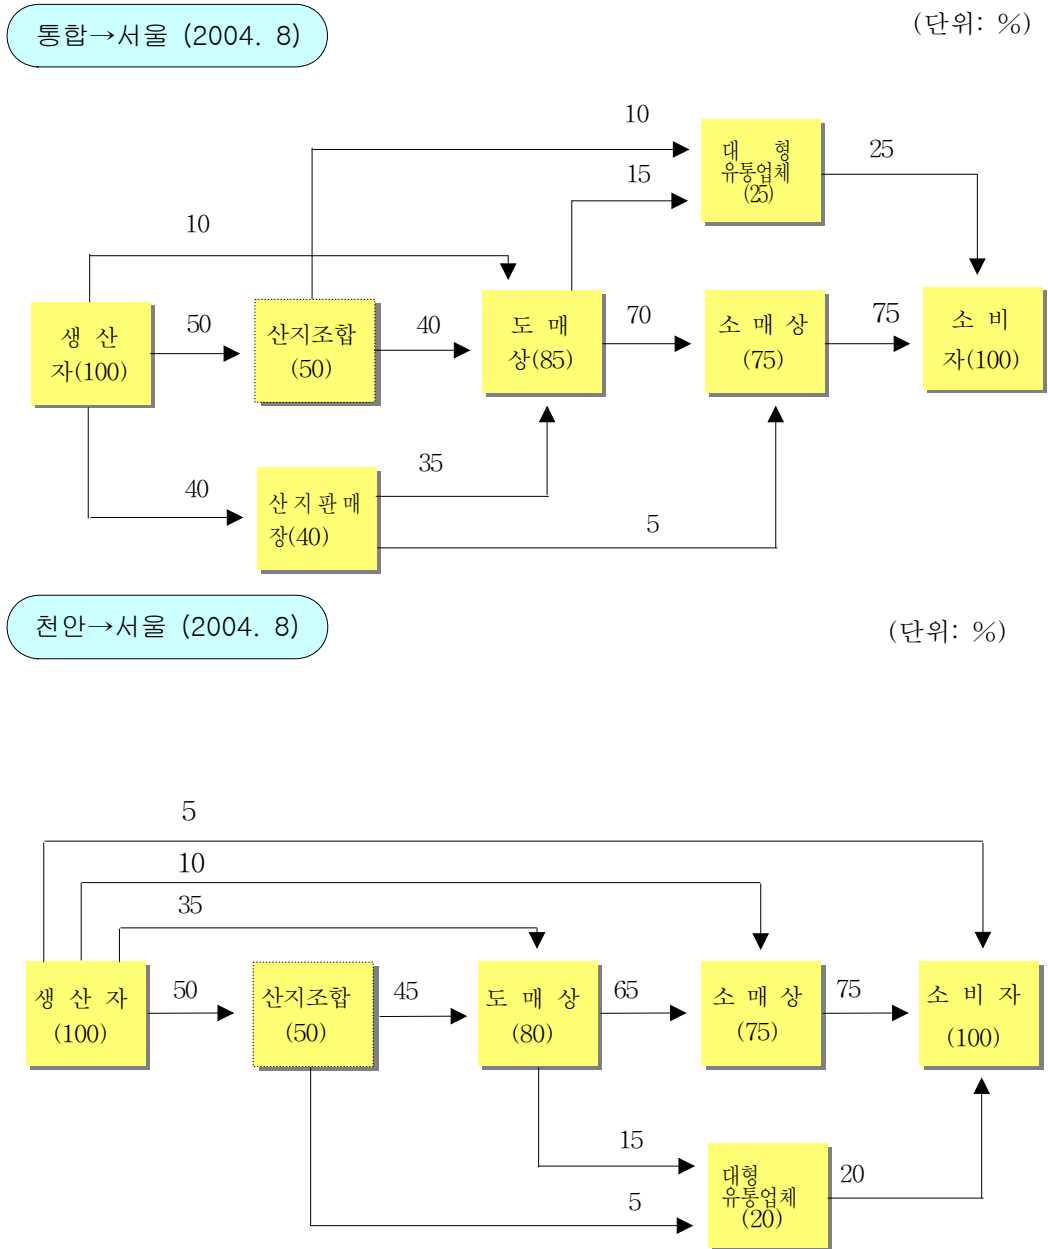 통합→서울 (2004. 8)
(단위: %)
10
대 형
유통업체
(25)
25
15
10
생 산
자(100)
50
산지조합
(50)
40
도 매
상(85)
70
소 매 상
(75)
75
소 비
자(100)
40
산지판매
장(40)
35
5
천안→서울 (2004. 8)
(단위: %)
5
10
35
생 산 자
(100)
50
산지조합
(50)
45
도 매 상
(80)
65
소 매 상
(75)
75
소 비 자
(100)
15
5
대형
유통업체
(20)
20